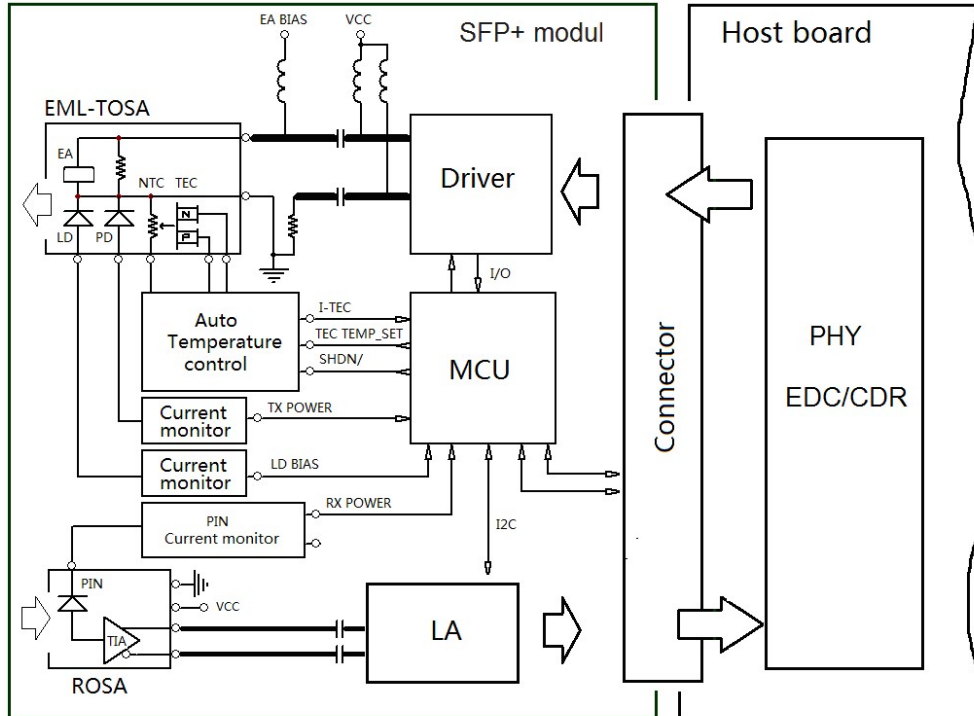 EA BIAS
VCC
SFP+ modul
Host board
EML-TOSA
EA
NTC TEC
N
P
LD
PD
Driver
I/O
Auto
Temperature
control
I-TEC
TEC TEMP_SET
SHDN/
MCU
Connector
PHY
EDC/CDR
Current
monitor
TX POWER
Current
monitor
LD BIAS
PIN
Current monitor
RX POWER
I2C
PIN
VCC
TIA
LA
ROSA